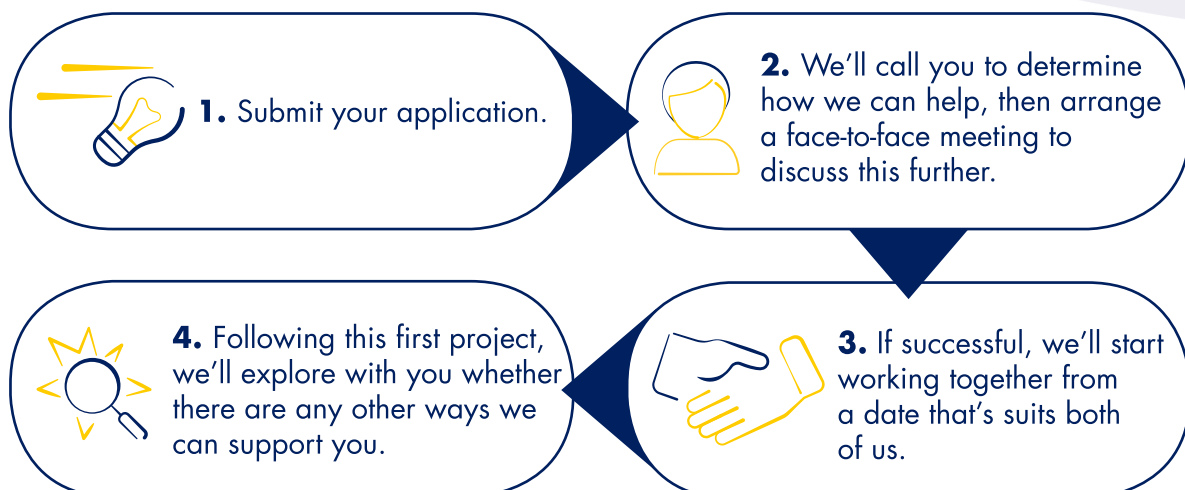 1. Submit your application.
2. We’ll call you to determine
how we can help, then arrange
a face-to-face meeting to
discuss this further.
3. If successful, we’ll start
working together from
a date that’s suits both
of us.
4. Following this first project,
we’ll explore with you whether
there are any other ways we
can support you.